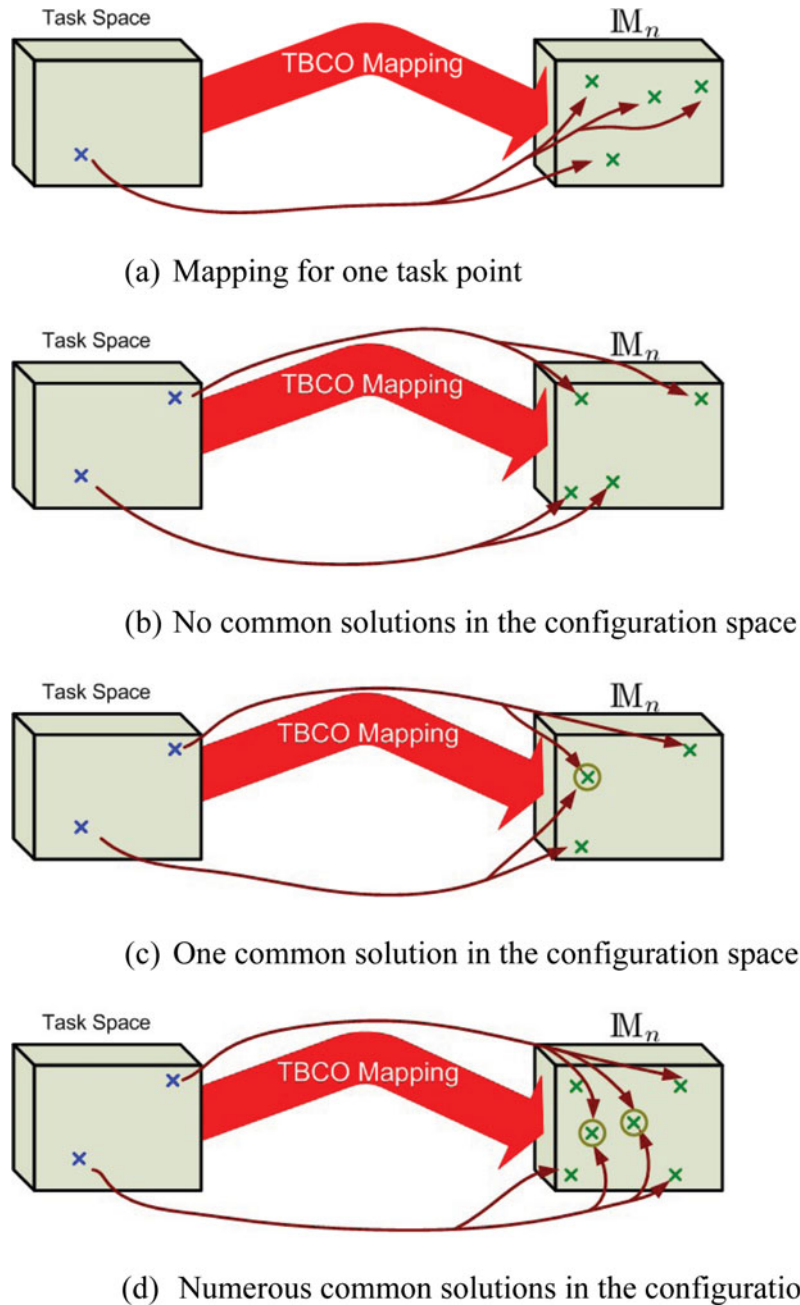 Task Space
𝕄n
TBCO Mapping
(a) Mapping for one task point
Task Space
𝕄n
TBCO Mapping
(b) No common solutions in the configuration space
Task Space
𝕄n
TBCO Mapping
(c) One common solution in the configuration space
Task Space
𝕄n
TBCO Mapping
(d) Numerous common solutions in the configuratio